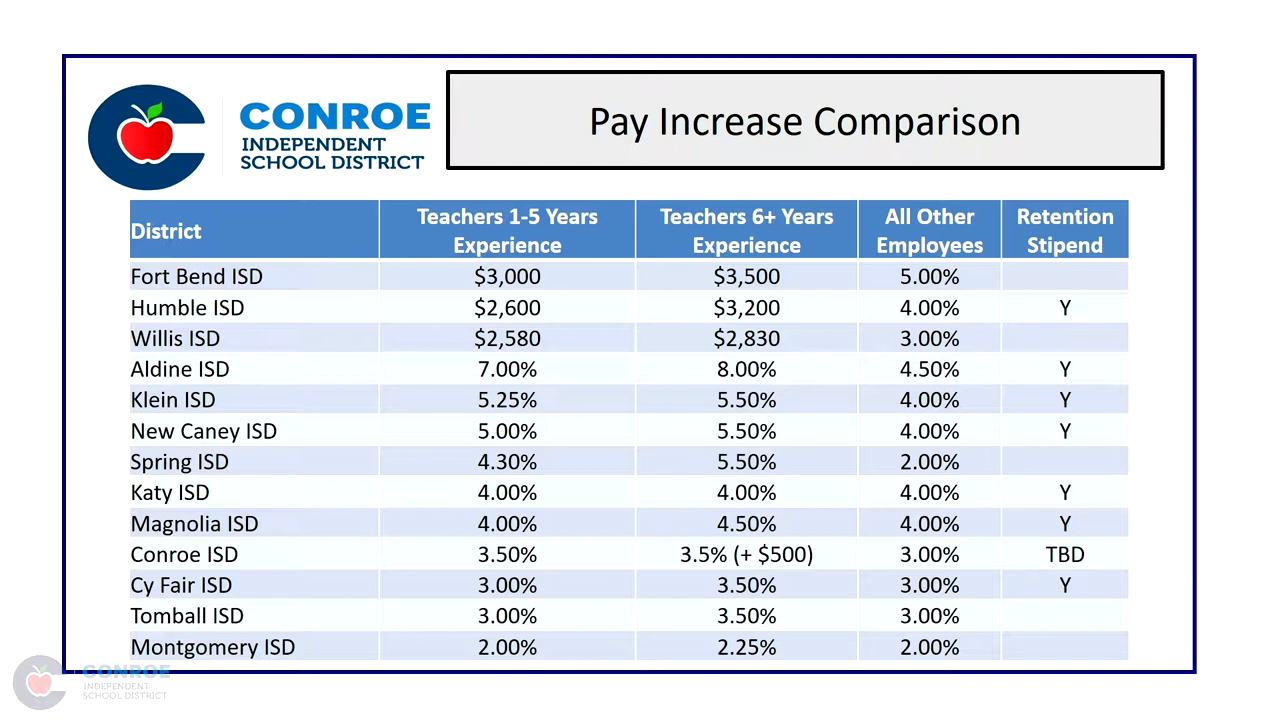 CONROE
INDEPENDENT
SCHOOL DISTRICT
Pay Increase Comparison
District Teachers 1-5 Years Experience Teachers 6+ Years Experience All Other Employees Retention Stipend
Fort Bend ISD $3,000 $3,500 5.00%
Humble ISD $2,600 $3,200 4.00% Y
Willis ISD $2,580 $2,830 3.00%
Aldine ISD 7.00% 8.00% 4.50% Y
Klein ISD 5.25% 5.50% 4.00% Y
New Caney ISD 5.00% 5.50% 4.00% Y
Spring ISD 4.30% 5.50% 2.00%
Katy ISD 4.00% 4.00% 4.00% Y
Magnolia ISD 4.00% 4.50% 4.00% Y
Conroe ISD 3.50% 3.5% (+ $500) 3.00% TBD
Cy Fair ISD 3.00% 3.50% 3.00% Y
Tomball ISD 3.00% 3.50% 3.00%
Montgomery ISD 2.00% 2.25% 2.00%
CONROE
INDEPENDENT
SCHOOL DISTRICT